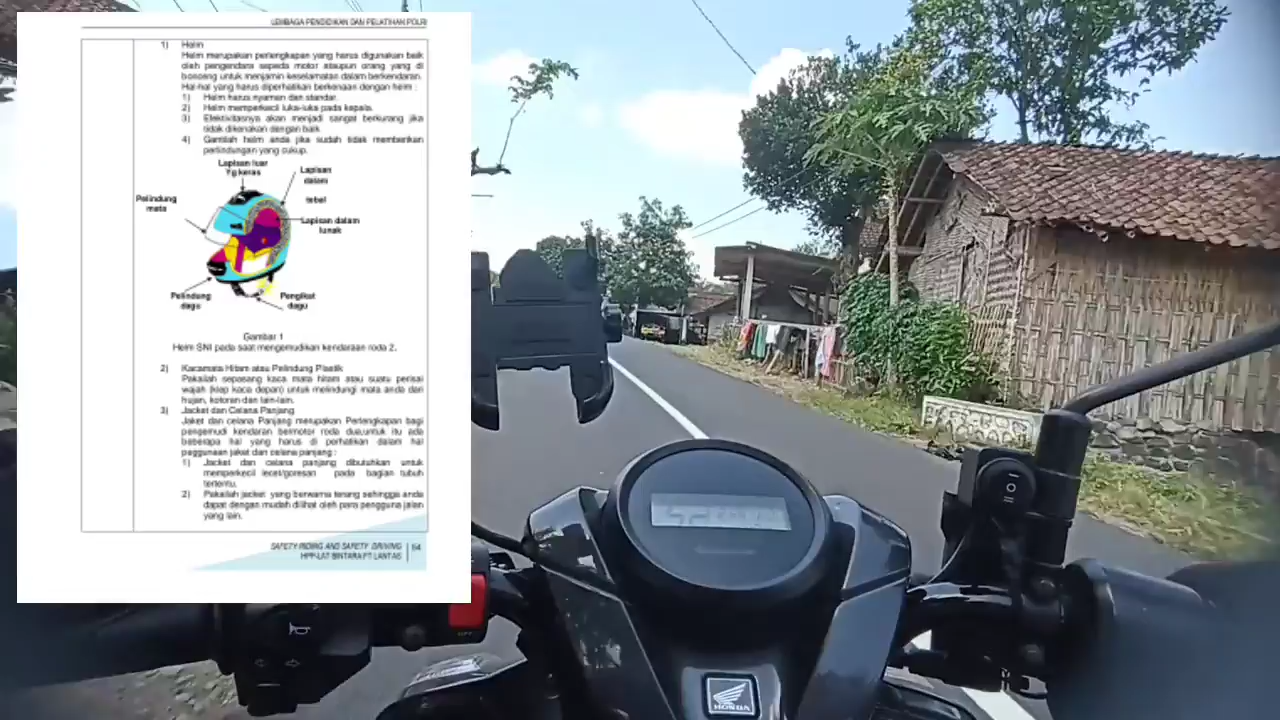 LEMBAGA PENDIDIKAN DAN PELATIHAN POLRI
1) Helm
Helm merupakan perlengkapan yang harus digunakan baik
oleh pengendara sepeda motor ataupun orang yang di
bonceng untuk menjamin keselamatan dalam berkendaran.
Hal-hal yang harus diperhatikan berkenaan dengan helm :
1) Helm harus nyaman dan standar.
2) Helm memperkecil luka-luka pada kepala.
3) Efektivitasnya akan menjadi sangat berkurang jika
tidak dikenakan dengan baik
4) Gantilah helm anda jika sudah tidak memberikan
perlindungan yang cukup.
Lapisan luar
Yg keras
Lapisan
dalam
tebal
Pelindung
mata
Lapisan dalam
lunak
Pelindung
dagu
Pengikat
dagu
Gambar 1
Helm SNI pada saat mengemudikan kendaraan roda 2.
2) Kacamata Hitam atau Pelindung Plastik
Pakailah sepasang kaca mata hitam atau suatu perisai
wajah (klep kaca depan) untuk melindungi mata anda dari
hujan, kotoran dan lain-lain.
3) Jacket dan Celana Panjang
Jaket dan celana Panjang merupakan Perlengkapan bagi
pengemudi kendaran bermotor roda dua,untuk itu ada
beberapa hal yang harus di perhatikan dalam hal
paggunaan jaket dan celana panjang :
1) Jacket dan celana panjang dibutuhkan untuk
memperkecil lecet/goresan pada bagian tubuh
tertentu.
2) Pakailah jacket yang berwarna terang sehingga anda
dapat dengan mudah dilihat oleh para pengguna jalan
yang lain.
SAFETY RIDING AND SAFETY DRIVING
HPP-LAT BINTARA PT LANTAS
54
OFF
HONDA